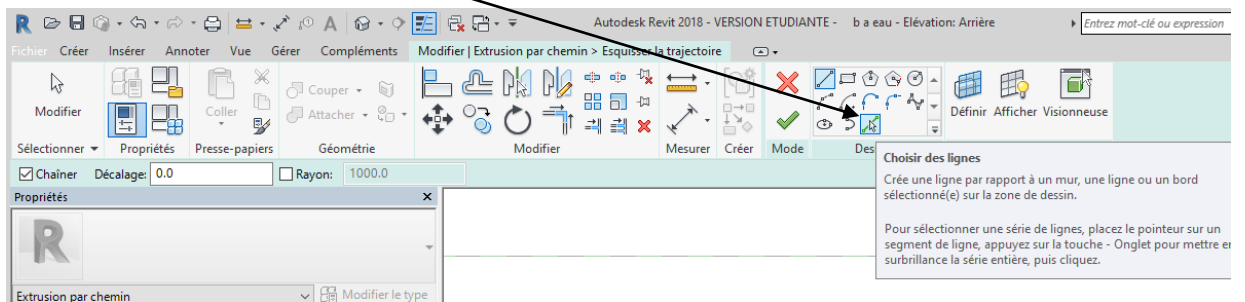 Autodesk Revit 2018 - VERSION ETUDIANTE -    b a eau - Elévation: Arrière
Entrez mot-clé ou expression
Fichier Créer Insérer Annoter Vue Gérer Compléments Modifier | Extrusion par chemin > Esquisser la trajectoire
Modifier
Coller
Couper
Attacher
Définir Afficher Visionneuse
Sélectionner Propriétés Presse-papiers Géométrie Modifier Mesurer Créer Mode Des
Chaîner Décalage: 0.0 Rayon: 1000.0
Propriétés
Extrusion par chemin
Modifier le type
Choisir des lignes
Crée une ligne par rapport à un mur, une ligne ou un bord
sélectionné(e) sur la zone de dessin.
Pour sélectionner une série de lignes, placez le pointeur sur un
segment de ligne, appuyez sur la touche - Onglet pour mettre en
surbrillance la série entière, puis cliquez.